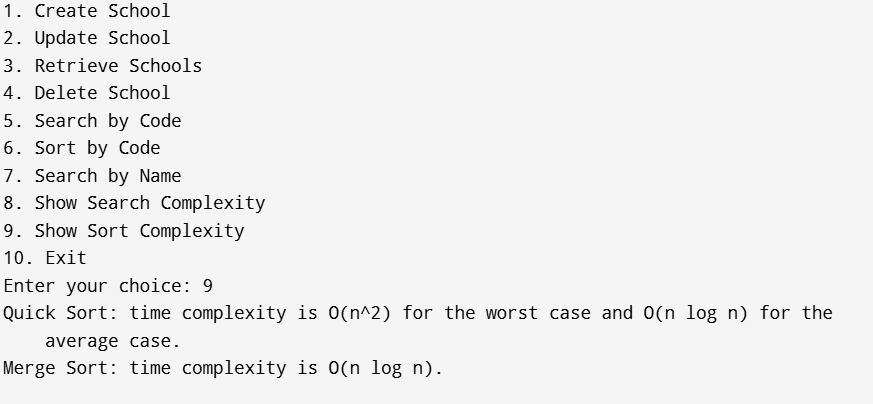 1. Create School
2. Update School
3. Retrieve Schools
4. Delete School
5. Search by Code
6. Sort by Code
7. Search by Name
8. Show Search Complexity
9. Show Sort Complexity
10. Exit
Enter your choice: 9
Quick Sort: time complexity is O(n^2) for the worst case and O(n log n) for the
average case.
Merge Sort: time complexity is O(n log n).